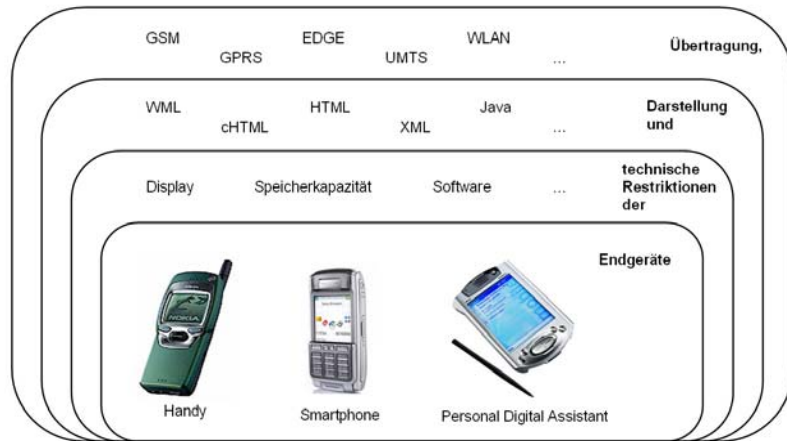 GSM EDGE WLAN Übertragung,
GPRS UMTS ...
WML HTML Java Darstellung
cHTML XML ... und
technische
Display Speicherkapazität Software ... Restriktionen
der
Endgeräte
NOKIA
Handy Smartphone Personal Digital Assistant